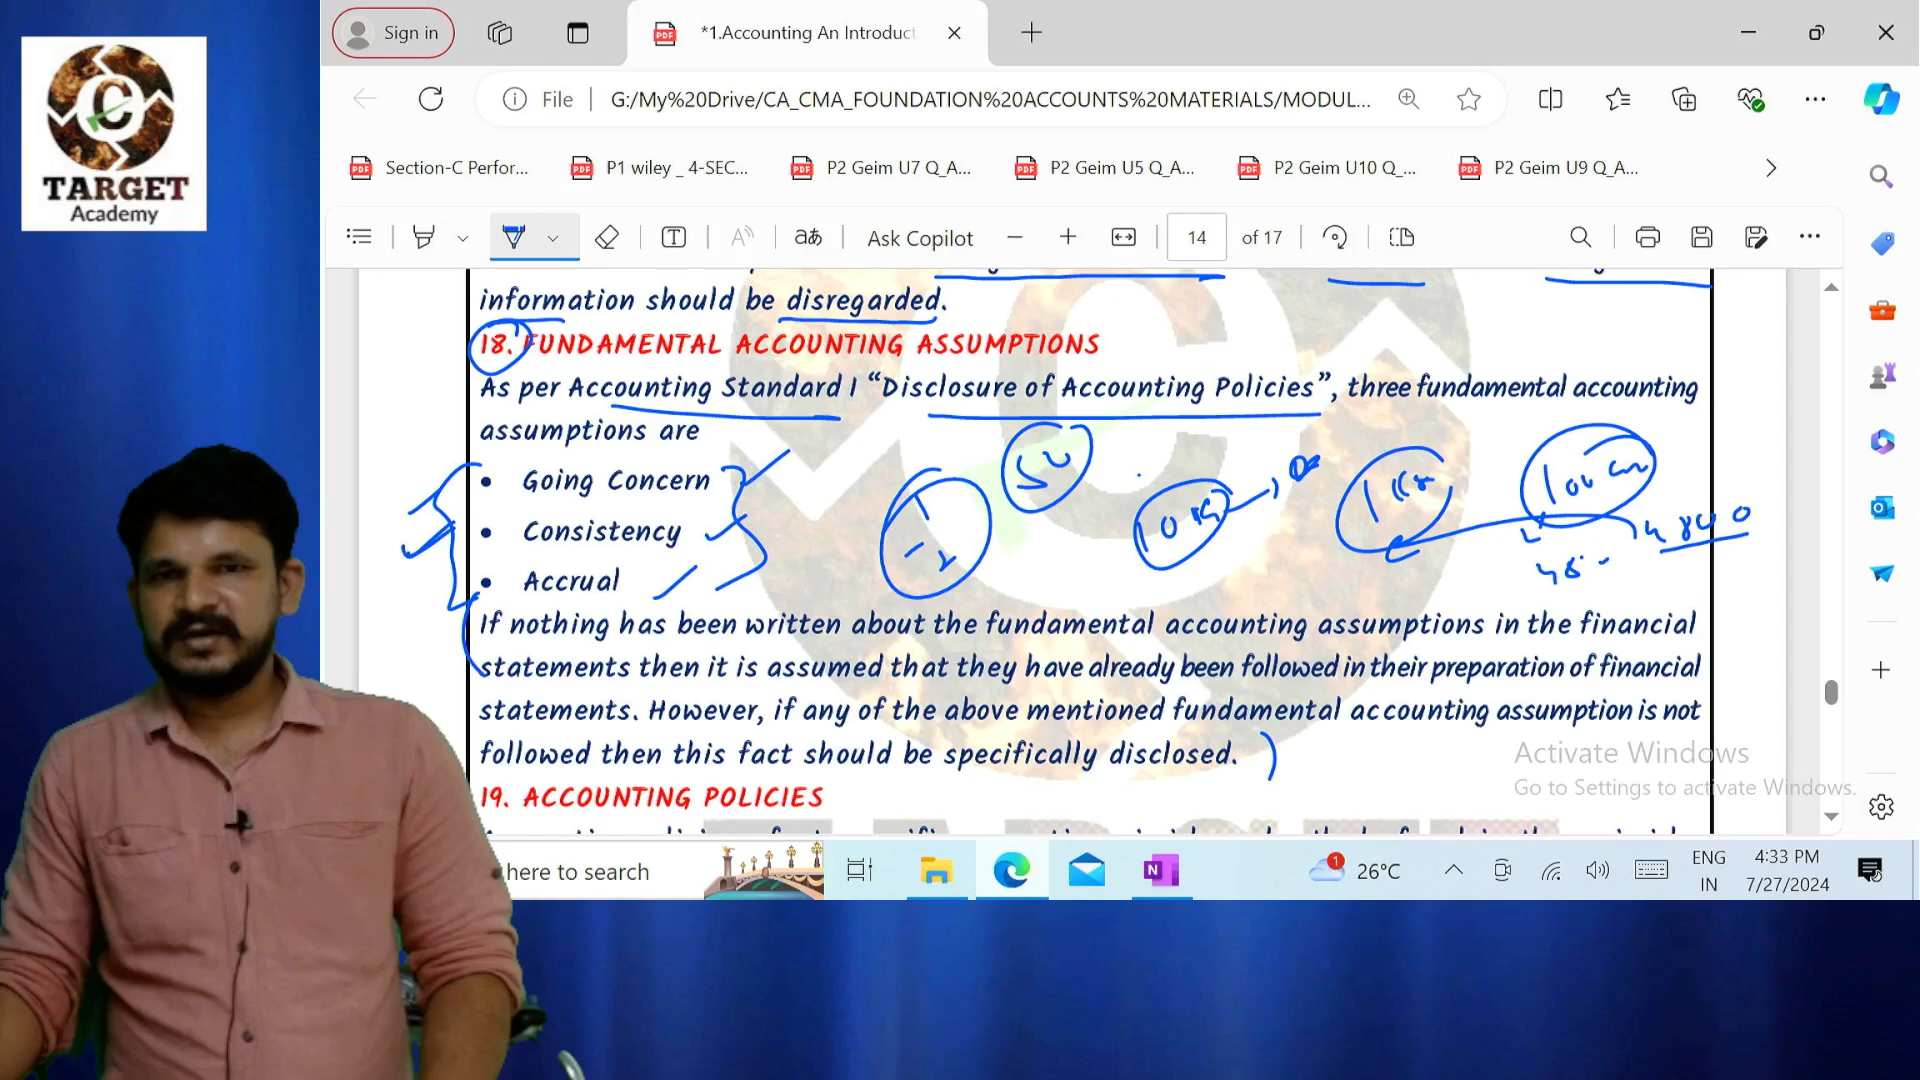 TARGET
Academy
Sign in
*1.Accounting An Introduct
File
G:/My%20Drive/CA_CMA_FOUNDATION%20ACCOUNTS%20MATERIALS/MODUL...
Section-C Perfor...
P1 wiley _ 4-SEC...
P2 Geim U7 Q_A...
P2 Geim U5 Q_A...
P2 Geim U10 Q_...
P2 Geim U9 Q_A...
Ask Copilot
14 of 17
information should be disregarded.
18. FUNDAMENTAL ACCOUNTING ASSUMPTIONS
As per Accounting Standard 1 “Disclosure of Accounting Policies”, three fundamental accounting
assumptions are
• Going Concern
• Consistency
• Accrual
If nothing has been written about the fundamental accounting assumptions in the financial
statements then it is assumed that they have already been followed in their preparation of financial
statements. However, if any of the above mentioned fundamental accounting assumption is not
followed then this fact should be specifically disclosed.
19. ACCOUNTING POLICIES
Activate Windows
Go to Settings to activate Windows.
here to search
1
26°C
ENG
IN
4:33 PM
7/27/2024